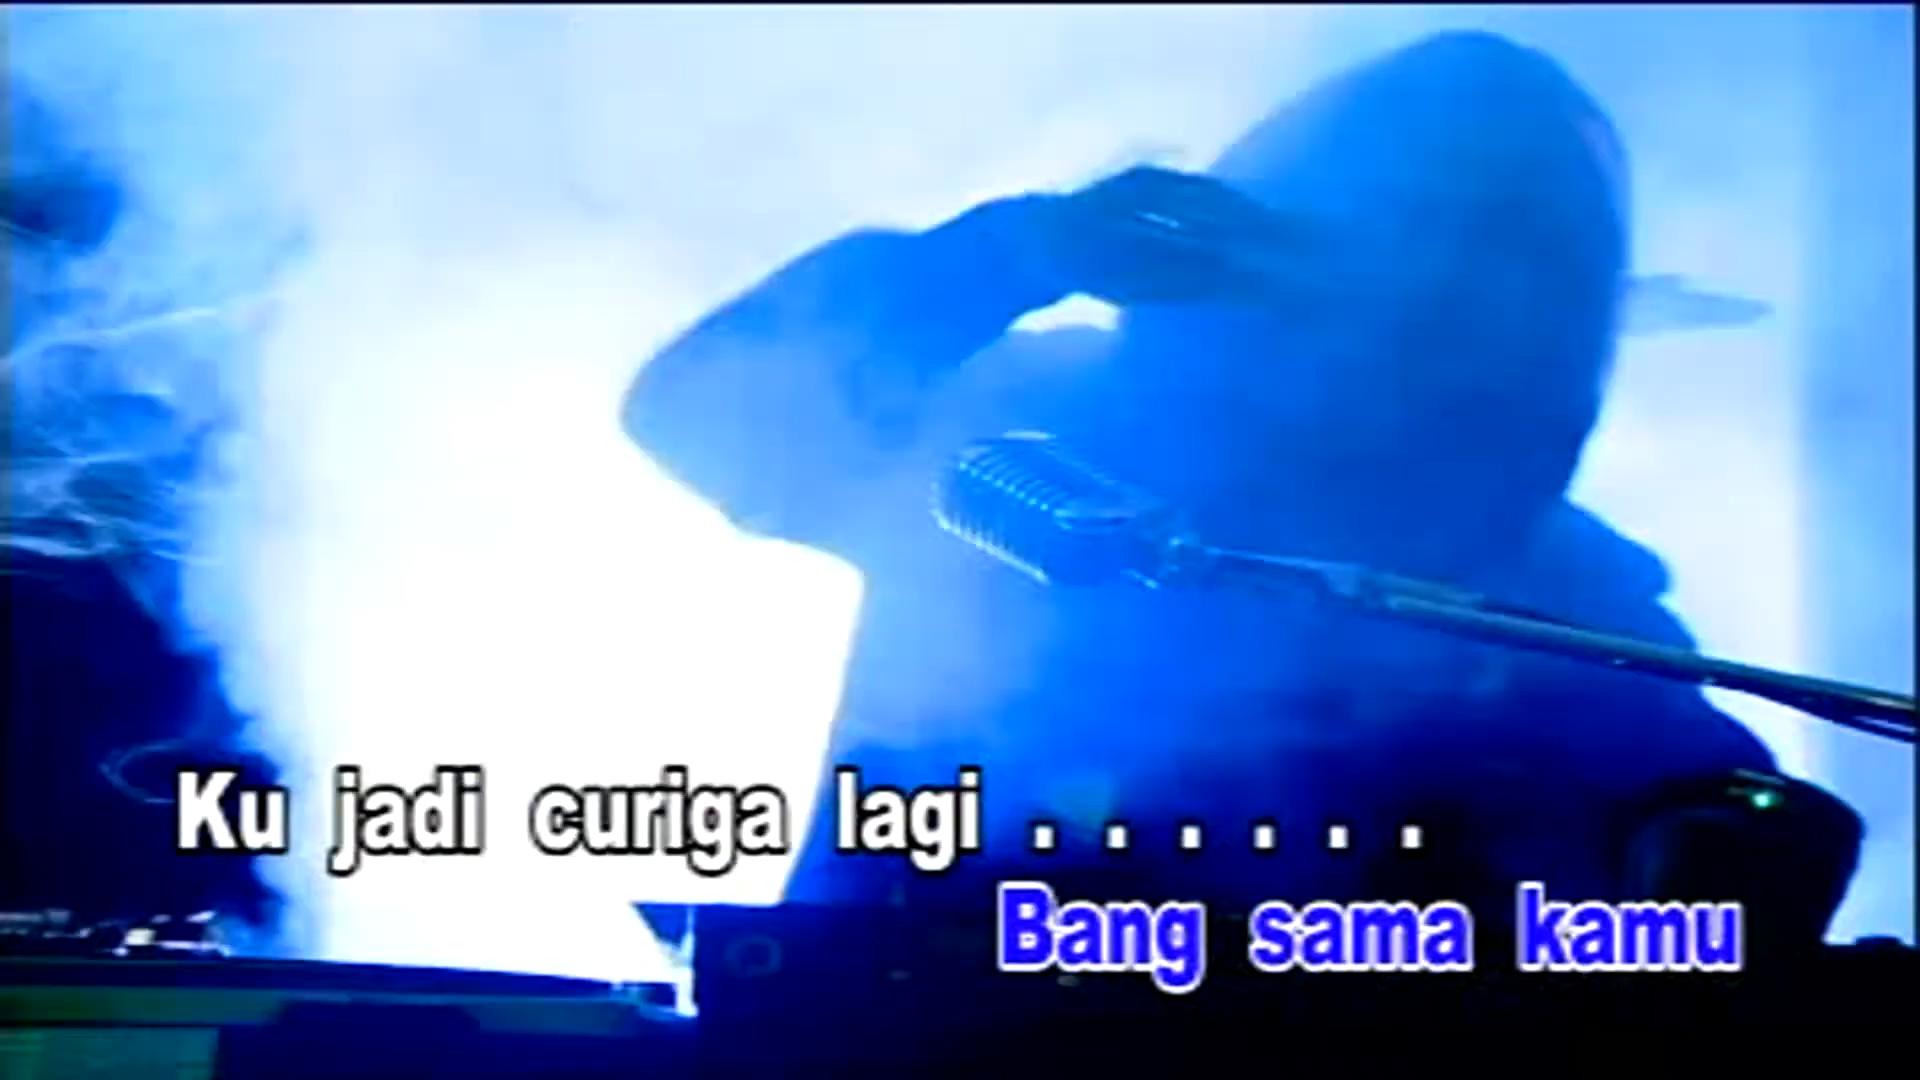 Ku jadi curiga lagi . . . . . .
Bang sama kamu